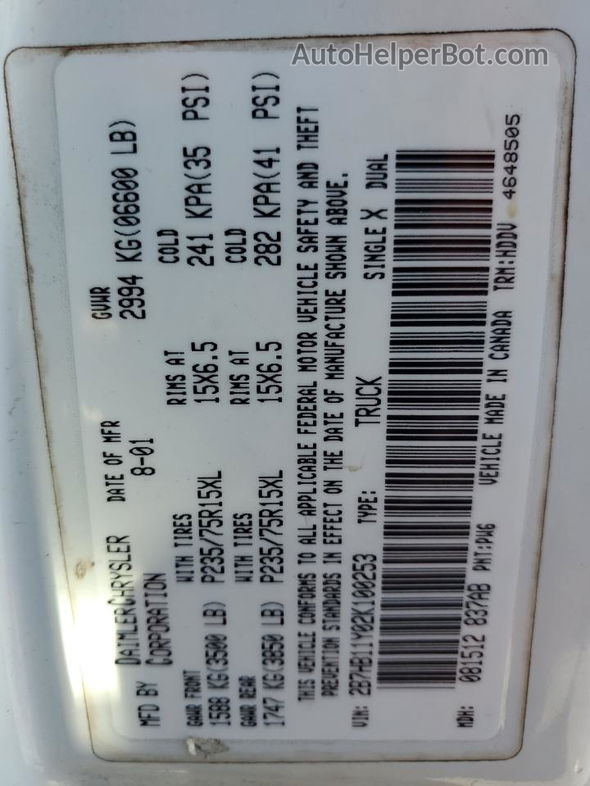 AutoHelperBot.com
MFD BY DAIMLERCHRYSLER CORPORATION DATE OF MFR 8-01 GVWR 2994 KG(06600 LB)
GAWR FRONT WITH TIRES RIMS AT COLD
1588 KG(3500 LB) P235/75R15XL 15X6.5 241 KPA(35 PSI)
GAWR REAR WITH TIRES RIMS AT COLD
1747 KG(3850 LB) P235/75R15XL 15X6.5 282 KPA(41 PSI)
THIS VEHICLE CONFORMS TO ALL APPLICABLE FEDERAL MOTOR VEHICLE SAFETY AND THEFT
PREVENTION STANDARDS IN EFFECT ON THE DATE OF MANUFACTURE SHOWN ABOVE.
VIN: 2B7HB11Y02K100253 TYPE: TRUCK SINGLE X DUAL
MDH: 081512 837AB PNT:PW6 VEHICLE MADE IN CANADA TRM:HDDV 4648505